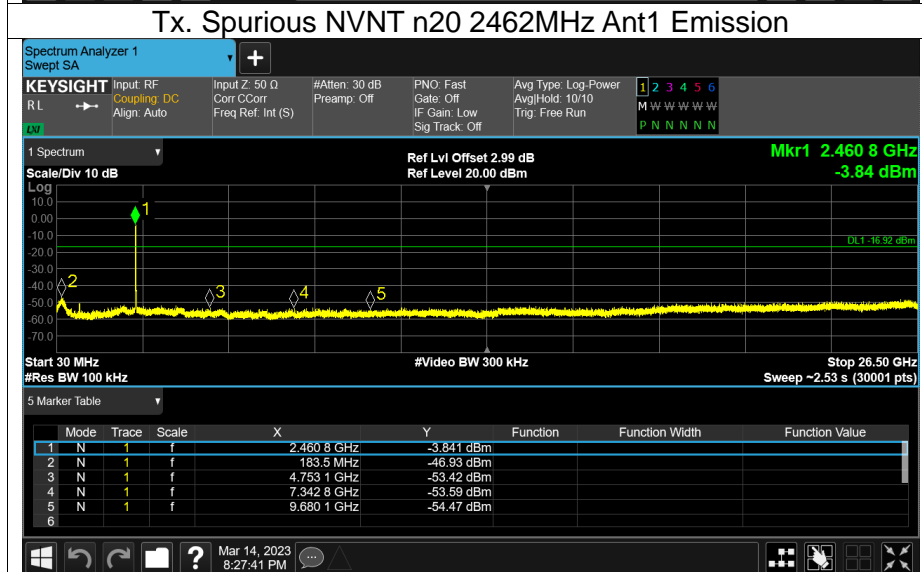 Tx. Spurious NVNT n20 2462MHz Ant1 Emission
Spectrum Analyzer 1
Swept SA
+
KEYSIGHT Input: RF Input Z: 50 Ω #Atten: 30 dB PNO: Fast Avg Type: Log-Power 1 2 3 4 5 6
RL Coupling: DC Corr CCorr Preamp: Off Gate: Off Avg|Hold: 10/10 M W W W W W
Align: Auto Freq Ref: Int (S) IF Gain: Low Trig: Free Run
LXI Sig Track: Off P N N N N N
1 Spectrum Ref Lvl Offset 2.99 dB Mkr1 2.460 8 GHz
Scale/Div 10 dB Ref Level 20.00 dBm -3.84 dBm
Log
10.0 1
0.00
-10.0 DL1 -16.92 dBm
-20.0
-30.0
-40.0 2
-50.0 3 4 5
-60.0
-70.0
Start 30 MHz #Video BW 300 kHz Stop 26.50 GHz
#Res BW 100 kHz Sweep ~2.53 s (30001 pts)
5 Marker Table
Mode Trace Scale X Y Function Function Width Function Value
1 N 1 f 2.460 8 GHz -3.841 dBm
2 N 1 f 183.5 MHz -46.93 dBm
3 N 1 f 4.753 1 GHz -53.42 dBm
4 N 1 f 7.342 8 GHz -53.59 dBm
5 N 1 f 9.680 1 GHz -54.47 dBm
6
? Mar 14, 2023
8:27:41 PM